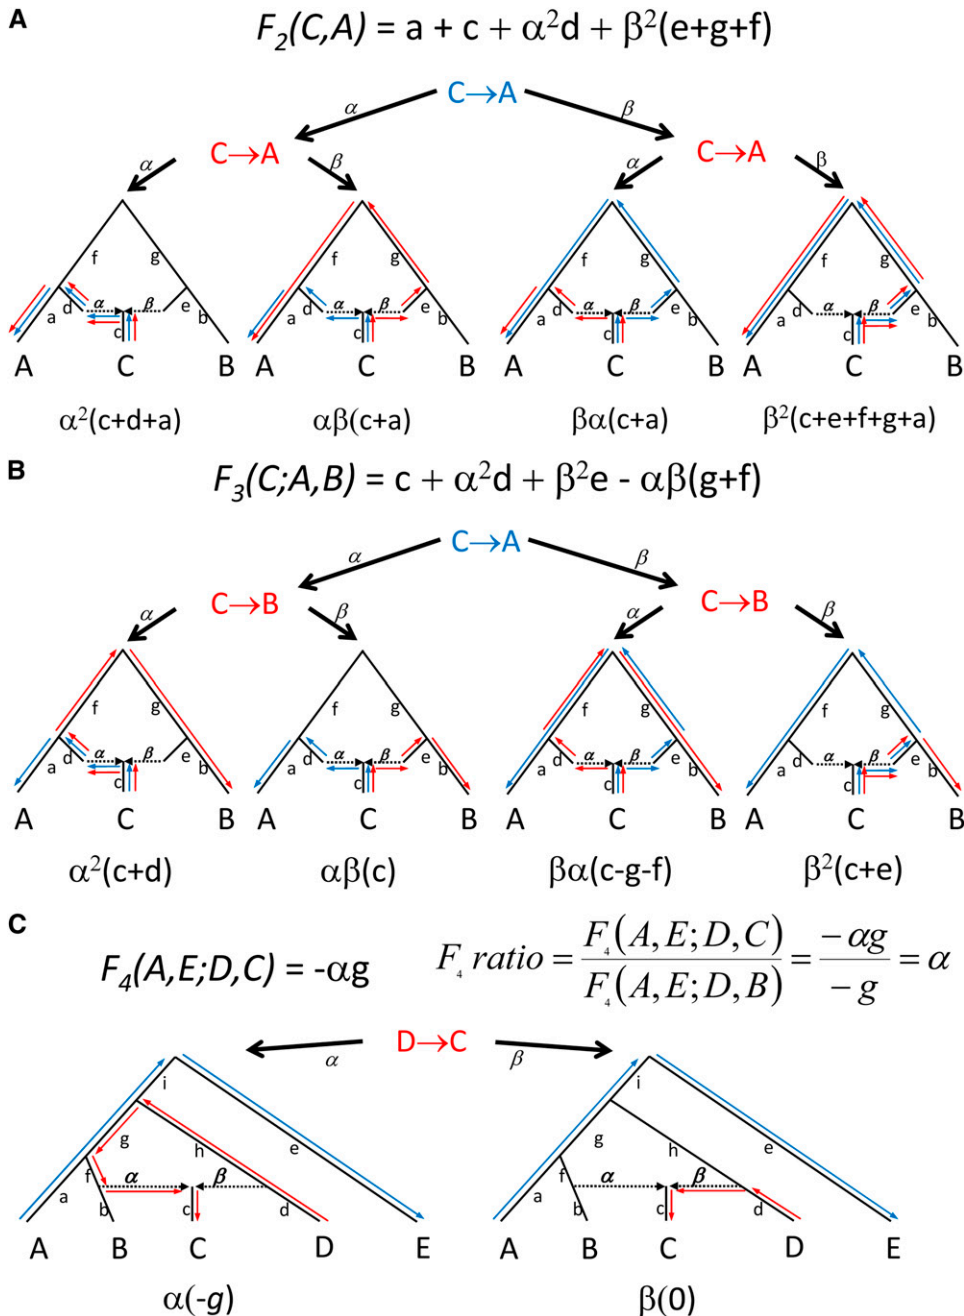 A
F₂(C,A) = a + c + α²d + β²(e+g+f)
C→A
α
β
C→A
C→A
α
β
α
β
f g
f g
f g
f g
a d α β e b
a d α β e b
a d α β e b
a d α β e b
c
c
c
c
A C B
A C B
A C B
A C B
α²(c+d+a)
αβ(c+a)
βα(c+a)
β²(c+e+f+g+a)
B
F₃(C;A,B) = c + α²d + β²e - αβ(g+f)
C→A
α
β
C→B
C→B
α
β
α
β
f g
f g
f g
f g
a d α β e b
a d α β e b
a d α β e b
a d α β e b
c
c
c
c
A C B
A C B
A C B
A C B
α²(c+d)
αβ(c)
βα(c-g-f)
β²(c+e)
C
F₄(A,E;D,C) = -αg
F₄ ratio = F₄(A,E;D,C) / F₄(A,E;D,B) = -αg / -g = α
D→C
α
β
i
g h e
f α β
a b c d
A B C D E
i
g h e
f α β
a b c d
A B C D E
α(-g)
β(0)